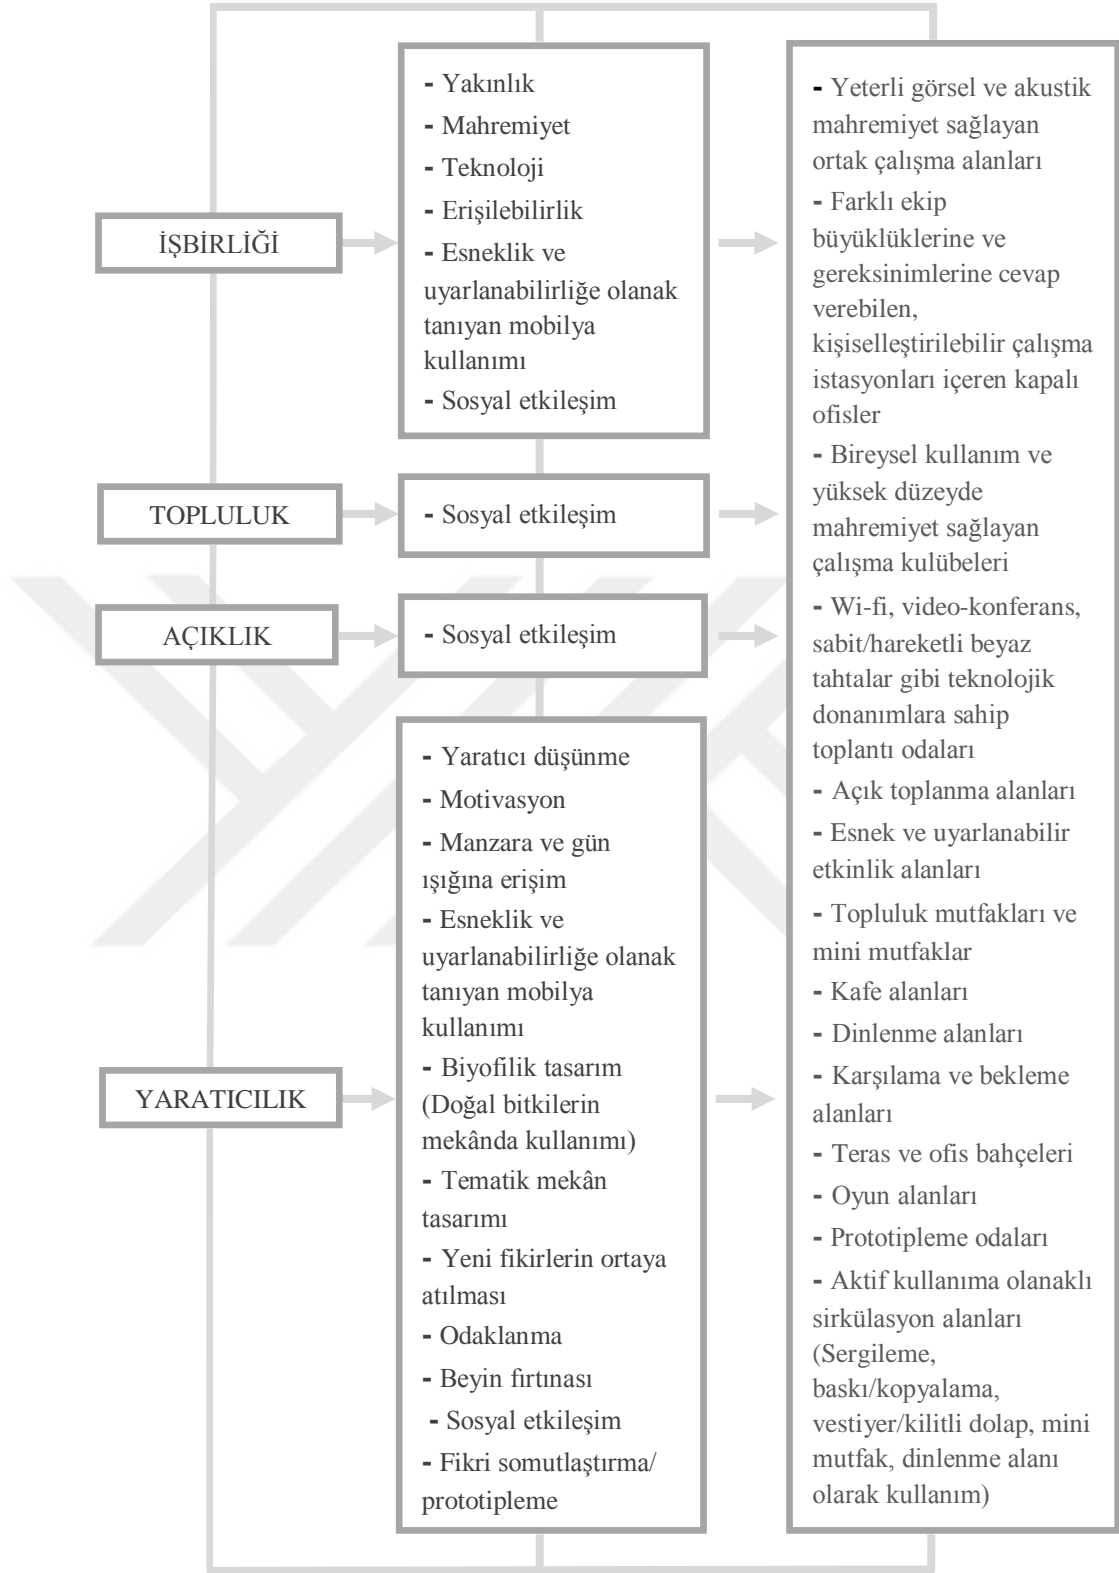 İŞBİRLİĞİ
- Yakınlık
- Mahremiyet
- Teknoloji
- Erişilebilirlik
- Esneklik ve
uyarlanabilirliğe olanak
tanıyan mobilya
kullanımı
- Sosyal etkileşim
TOPLULUK
- Sosyal etkileşim
AÇIKLIK
- Sosyal etkileşim
YARATICILIK
- Yaratıcı düşünme
- Motivasyon
- Manzara ve gün
ışığına erişim
- Esneklik ve
uyarlanabilirliğe olanak
tanıyan mobilya
kullanımı
- Biyofilik tasarım
(Doğal bitkilerin
mekânda kullanımı)
- Tematik mekân
tasarımı
- Yeni fikirlerin ortaya
atılması
- Odaklanma
- Beyin fırtınası
- Sosyal etkileşim
- Fikri somutlaştırma/
prototipleme
- Yeterli görsel ve akustik
mahremiyet sağlayan
ortak çalışma alanları
- Farklı ekip
büyüklüklerine ve
gereksinimlerine cevap
verebilen,
kişiselleştirilebilir çalışma
istasyonları içeren kapalı
ofisler
- Bireysel kullanım ve
yüksek düzeyde
mahremiyet sağlayan
çalışma kulübeleri
- Wi-fi, video-konferans,
sabit/hareketli beyaz
tahtalar gibi teknolojik
donanımlara sahip
toplantı odaları
- Açık toplanma alanları
- Esnek ve uyarlanabilir
etkinlik alanları
- Topluluk mutfakları ve
mini mutfaklar
- Kafe alanları
- Dinlenme alanları
- Karşılama ve bekleme
alanları
- Teras ve ofis bahçeleri
- Oyun alanları
- Prototipleme odaları
- Aktif kullanıma olanaklı
sirkülasyon alanları
(Sergileme,
baskı/kopyalama,
vestiyer/kilitli dolap, mini
mutfak, dinlenme alanı
olarak kullanım)